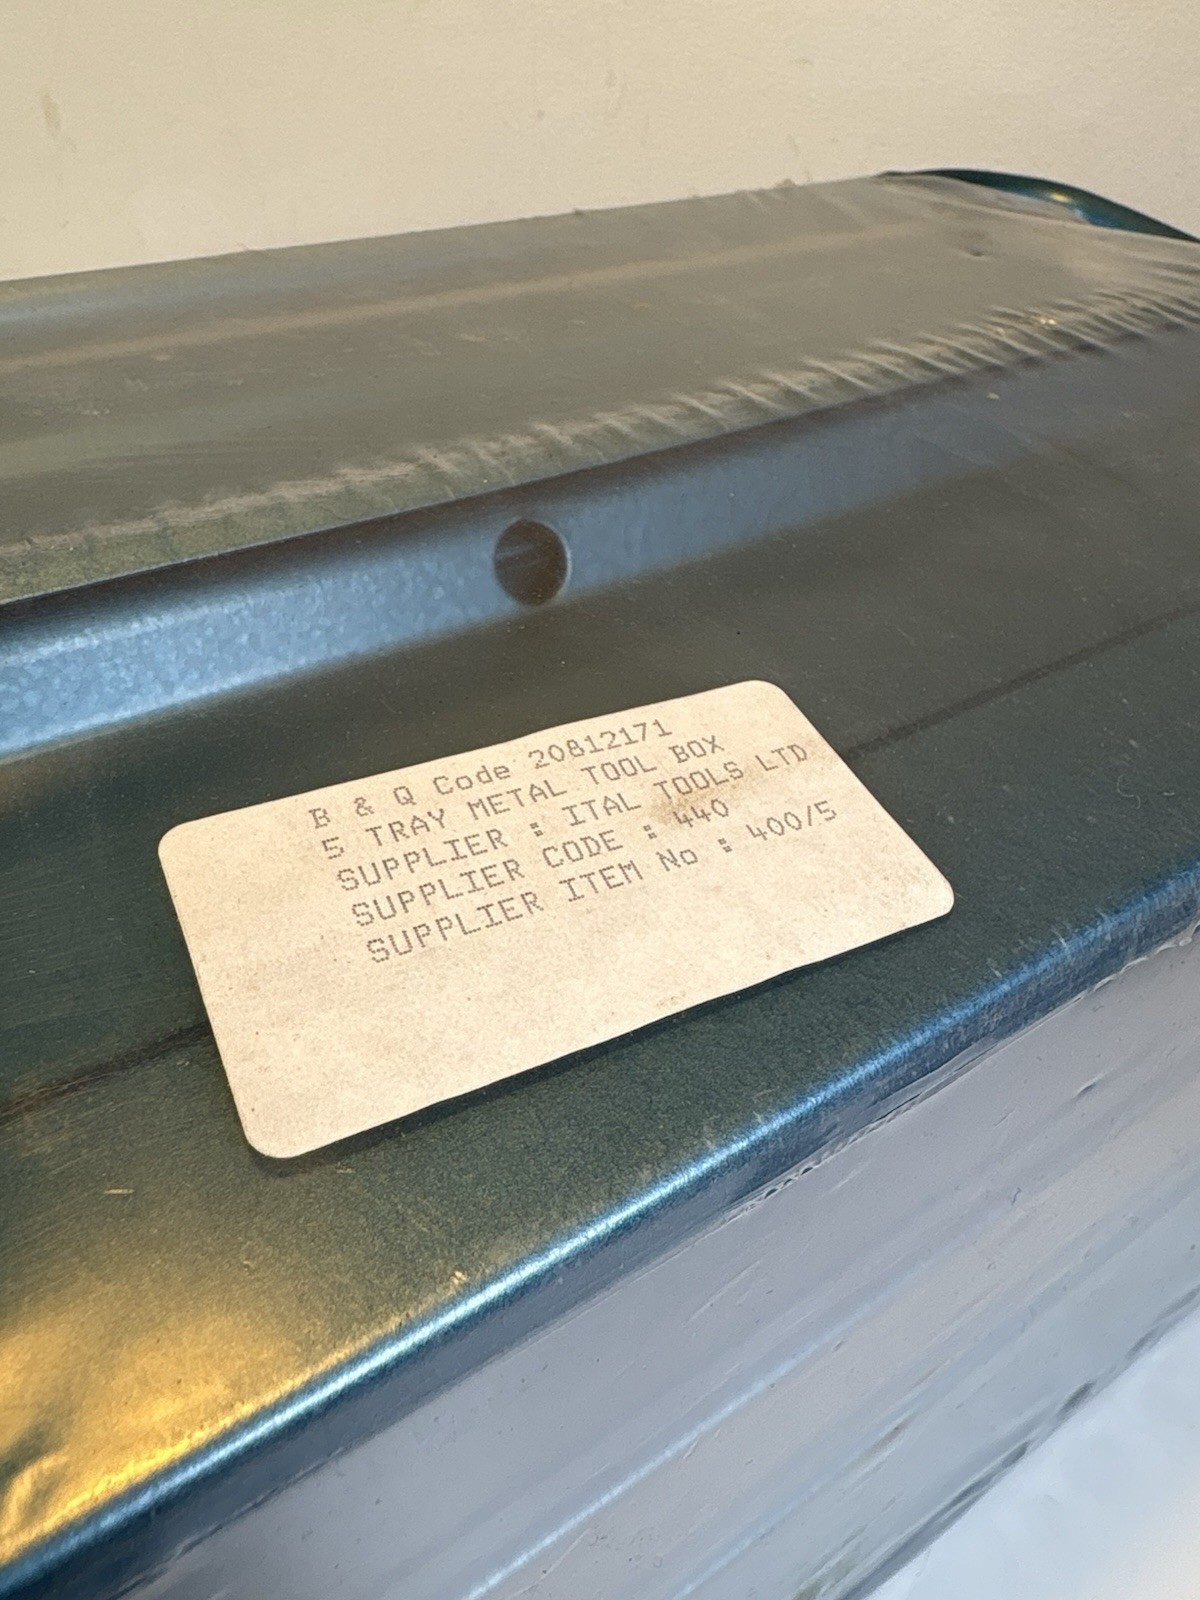 B & Q Code 20812171
5 TRAY METAL TOOL BOX
SUPPLIER : ITAL TOOLS LTD
SUPPLIER CODE : 440
SUPPLIER ITEM No : 400/5